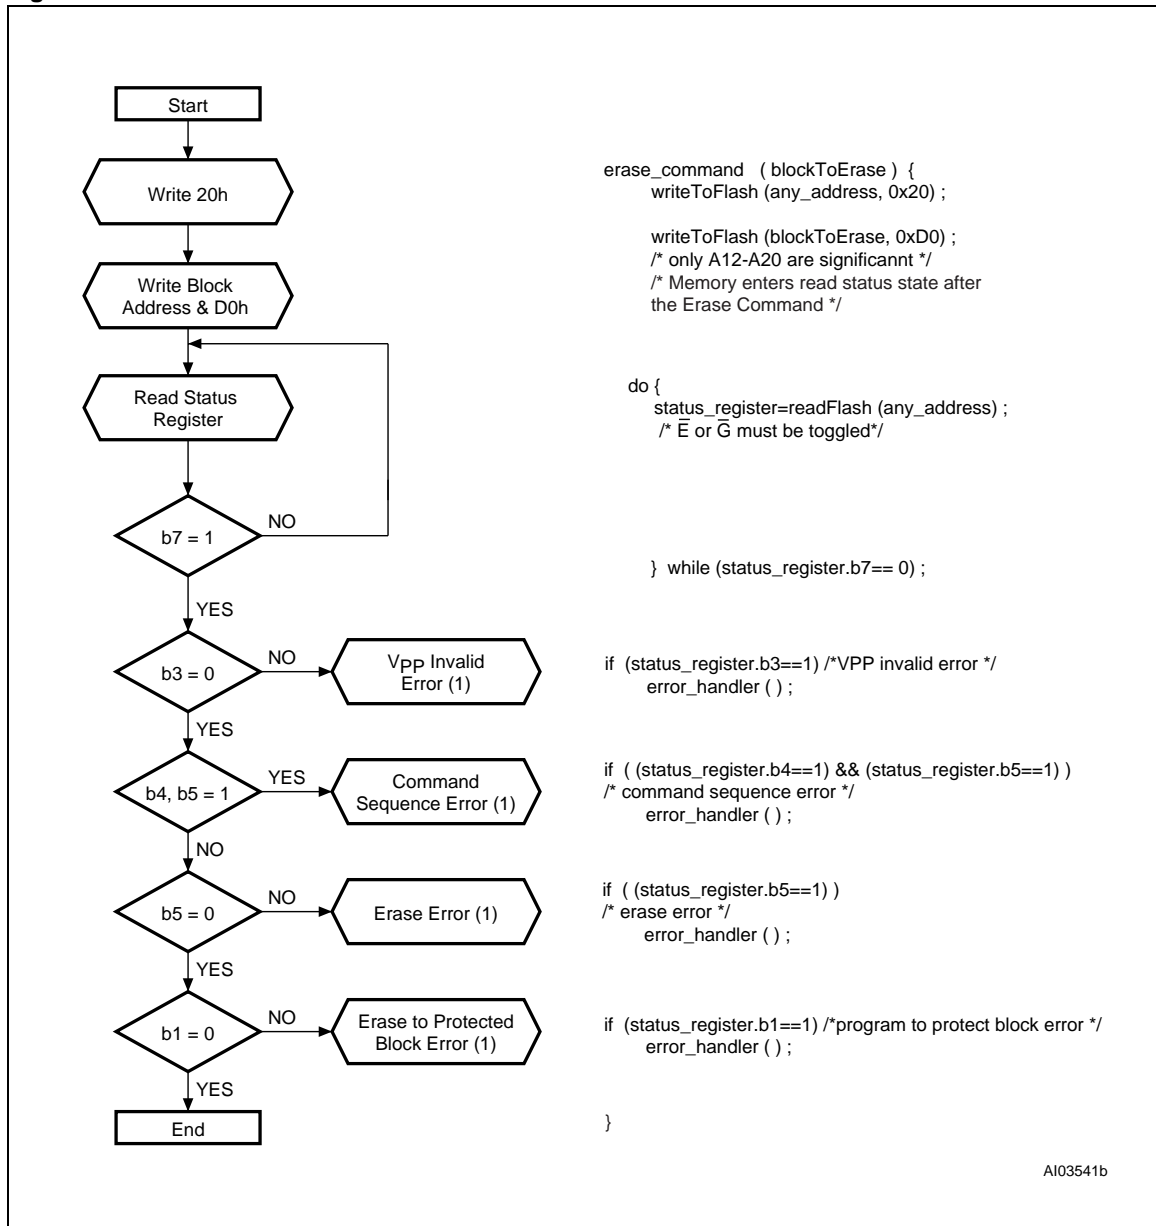 Start
Write 20h
Write Block
Address & D0h
Read Status
Register
b7 = 1
NO
YES
b3 = 0
NO
VPP Invalid
Error (1)
YES
b4, b5 = 1
YES
Command
Sequence Error (1)
NO
b5 = 0
NO
Erase Error (1)
YES
b1 = 0
NO
Erase to Protected
Block Error (1)
YES
End
erase_command ( blockToErase ) {
writeToFlash (any_address, 0x20) ;
writeToFlash (blockToErase, 0xD0) ;
/* only A12-A20 are significannt */
/* Memory enters read status state after
the Erase Command */
do {
status_register=readFlash (any_address) ;
/* E̅ or G̅ must be toggled*/
} while (status_register.b7== 0) ;
if (status_register.b3==1) /*VPP invalid error */
error_handler ( ) ;
if ( (status_register.b4==1) && (status_register.b5==1) )
/* command sequence error */
error_handler ( ) ;
if ( (status_register.b5==1) )
/* erase error */
error_handler ( ) ;
if (status_register.b1==1) /*program to protect block error */
error_handler ( ) ;
}
AI03541b